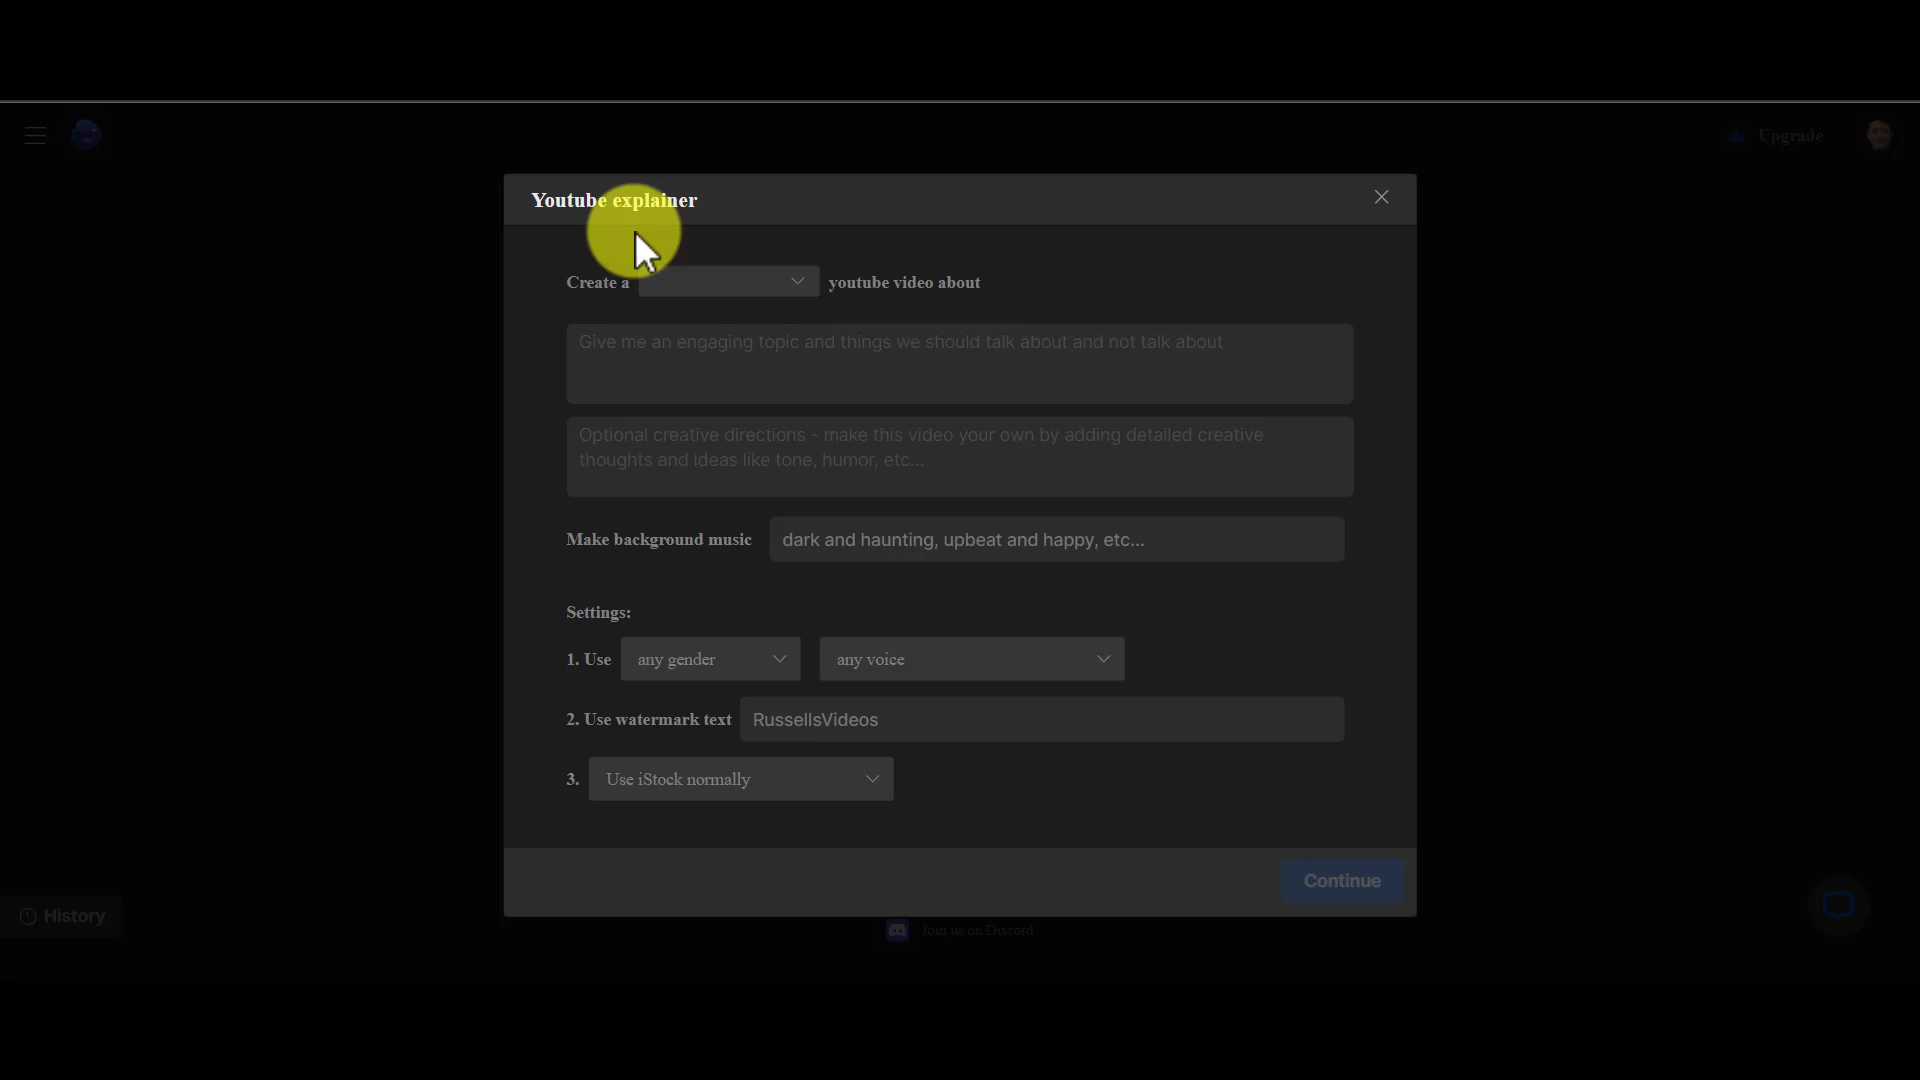 Upgrade
Youtube explainer
Create a youtube video about
Give me an engaging topic and things we should talk about and not talk about
Optional creative directions - make this video your own by adding detailed creative
thoughts and ideas like tone, humor, etc...
Make background music dark and haunting, upbeat and happy, etc...
Settings:
1. Use any gender any voice
2. Use watermark text RussellsVideos
3. Use iStock normally
Continue
History
Join us on Discord